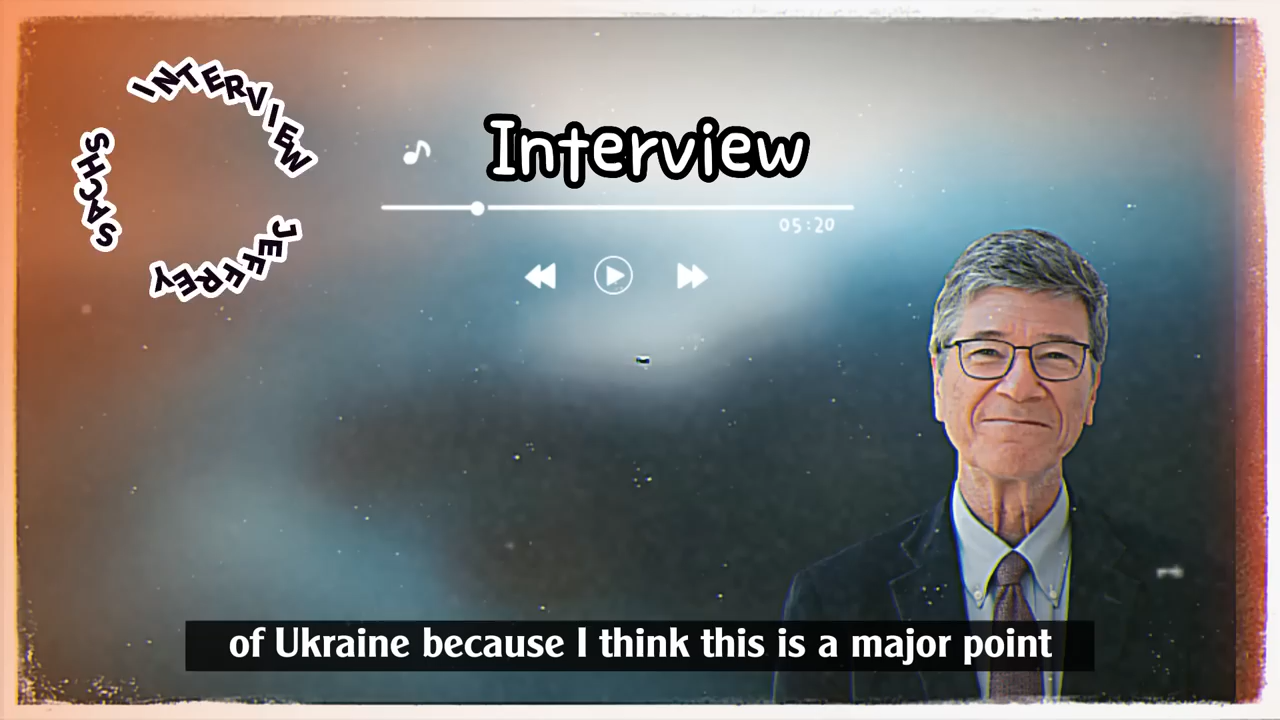 INTERVIEW
JEFFREY
SACHS
Interview
05:20
of Ukraine because I think this is a major point